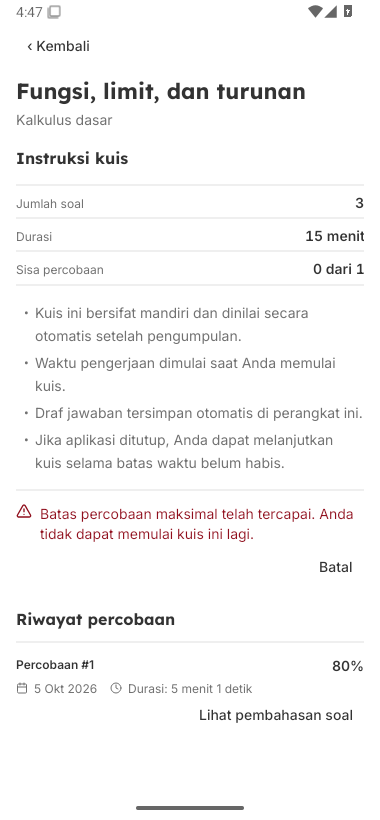 4:47
‹ Kembali
Fungsi, limit, dan turunan
Kalkulus dasar
Instruksi kuis
Jumlah soal 3
Durasi 15 menit
Sisa percobaan 0 dari 1
• Kuis ini bersifat mandiri dan dinilai secara
otomatis setelah pengumpulan.
• Waktu pengerjaan dimulai saat Anda memulai
kuis.
• Draf jawaban tersimpan otomatis di perangkat ini.
• Jika aplikasi ditutup, Anda dapat melanjutkan
kuis selama batas waktu belum habis.
Batas percobaan maksimal telah tercapai. Anda
tidak dapat memulai kuis ini lagi.
Batal
Riwayat percobaan
Percobaan #1 80%
5 Okt 2026 Durasi: 5 menit 1 detik
Lihat pembahasan soal